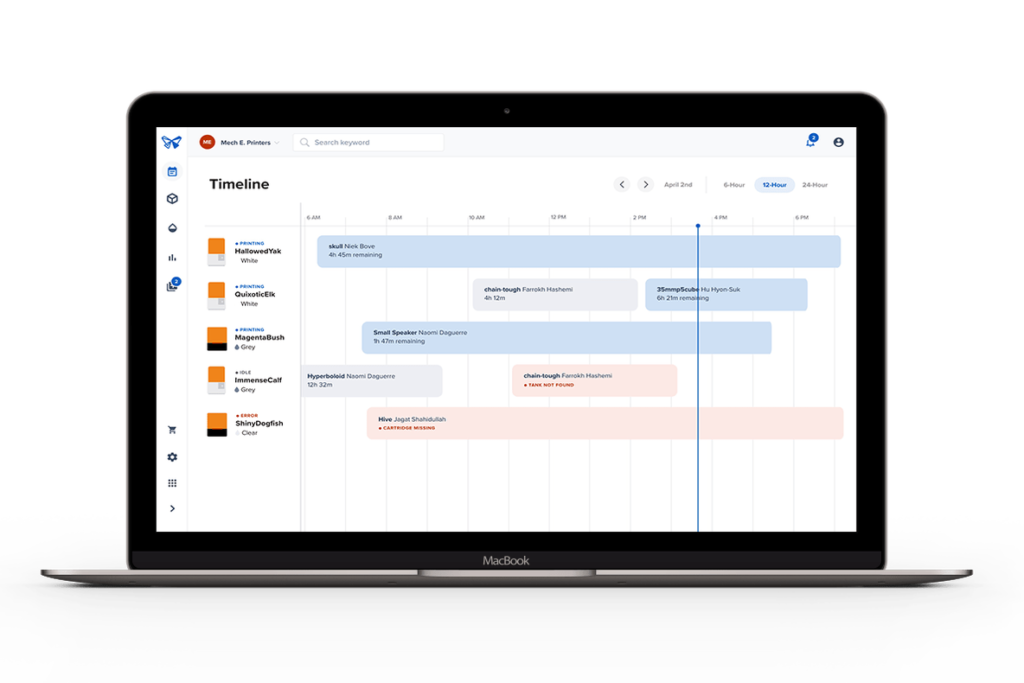 ME Mech E. Printers
Search keyword
2
Timeline
April 2nd
6-Hour 12-Hour 24-Hour
6 AM 8 AM 10 AM 12 PM 2 PM 4 PM 6 PM
PRINTING
HallowedYak
White
skull Niek Bove
4h 45m remaining
2
PRINTING
QuixoticElk
White
chain-tough Farrokh Hashemi
4h 12m
35mmpScube Hu Hyon-Suk
6h 21m remaining
PRINTING
MagentaBush
Grey
Small Speaker Naomi Daguerre
1h 47m remaining
IDLE
ImmenseCalf
Grey
Hyperboloid Naomi Daguerre
12h 32m
chain-tough Farrokh Hashemi
TANK NOT FOUND
ERROR
ShinyDogfish
Clear
Hive Jagat Shahidullah
CARTRIDGE MISSING
MacBook